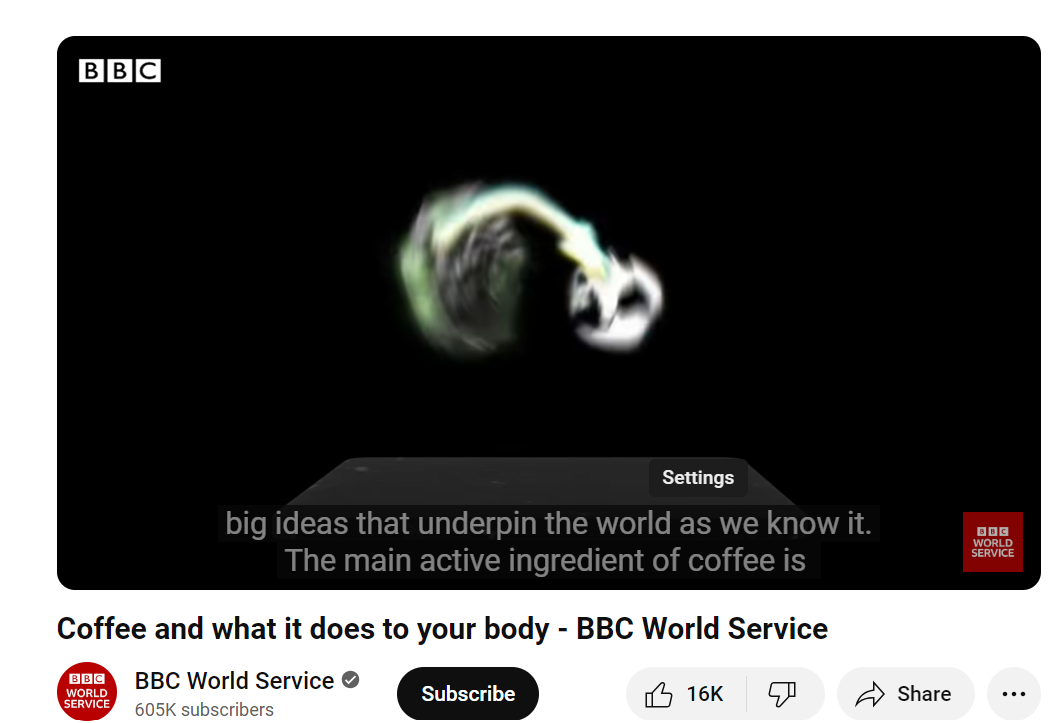 BBC
Settings
big ideas that underpin the world as we know it.
The main active ingredient of coffee is
BBC
WORLD
SERVICE
Coffee and what it does to your body - BBC World Service
BBC
WORLD
SERVICE
BBC World Service
605K subscribers
Subscribe
16K
Share